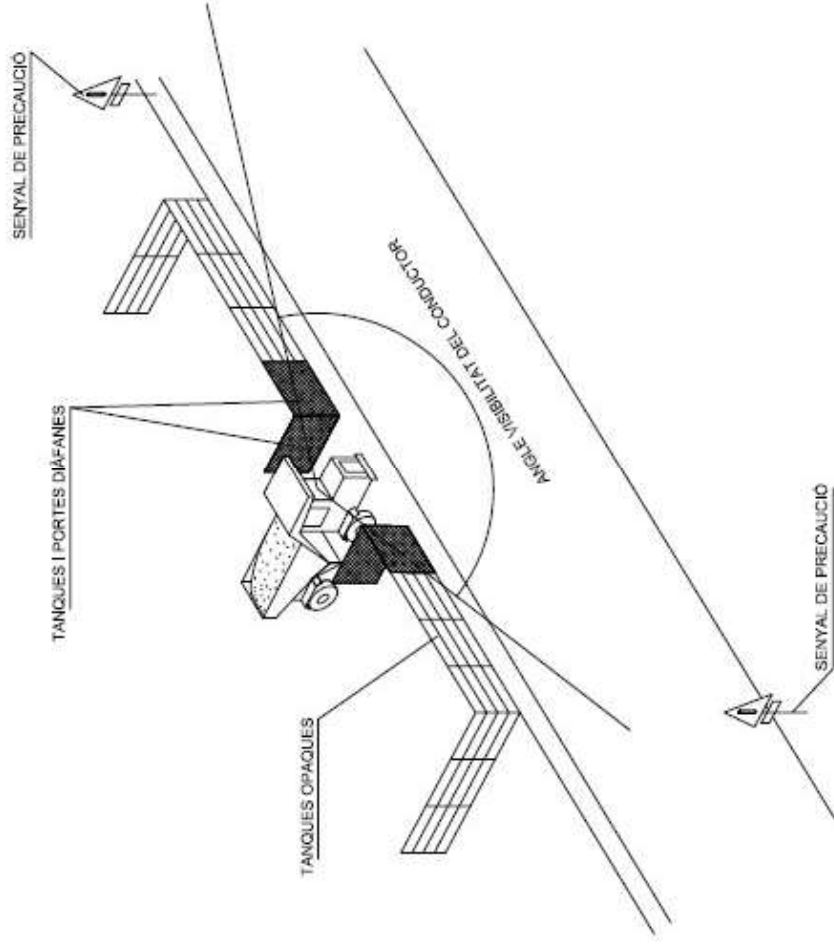 SENYAL DE PRECAUCIÓ
TANQUES I PORTES DIÀFANES
TANQUES OPAQUES
ANGLE VISIBILITAT DEL CONDUCTOR
SENYAL DE PRECAUCIÓ